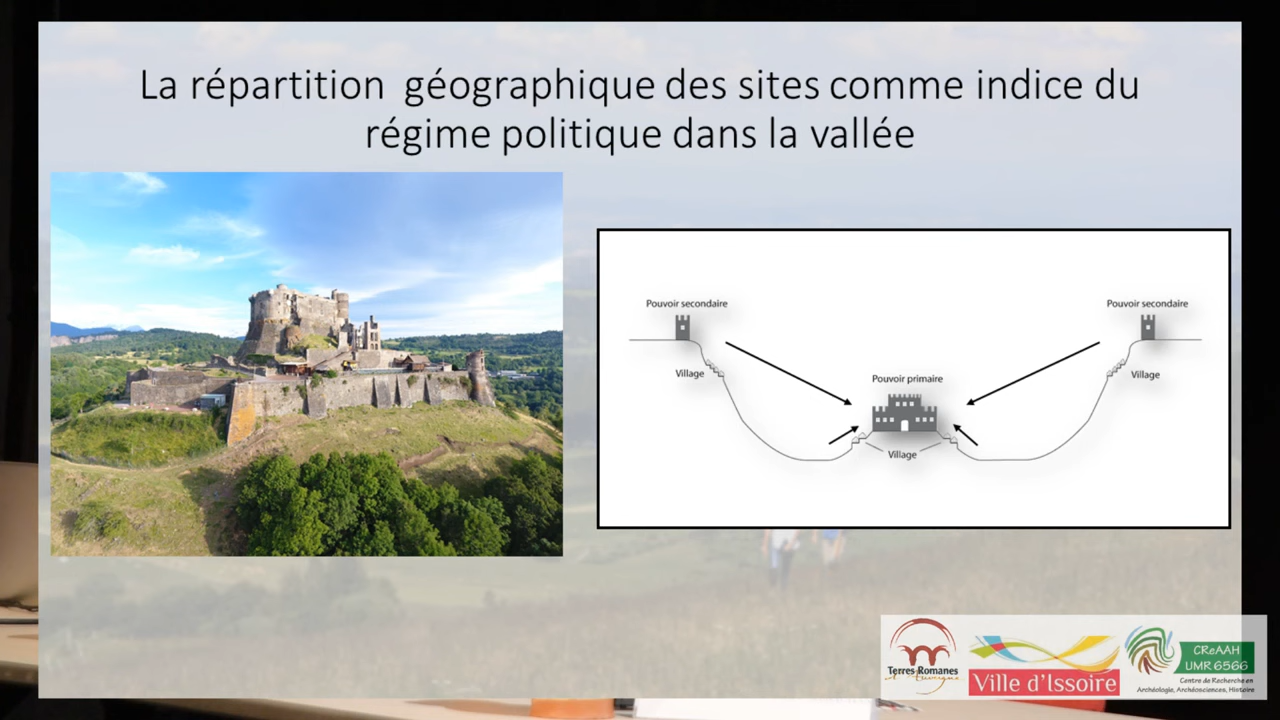 La répartition géographique des sites comme indice du
régime politique dans la vallée
Pouvoir secondaire
Pouvoir secondaire
Village
Village
Pouvoir primaire
Village
Terres Romanes
d'Auvergne
Ville d'Issoire
CReAAH
UMR 6566
Centre de Recherche en
Archéologie, Archéosciences, Histoire